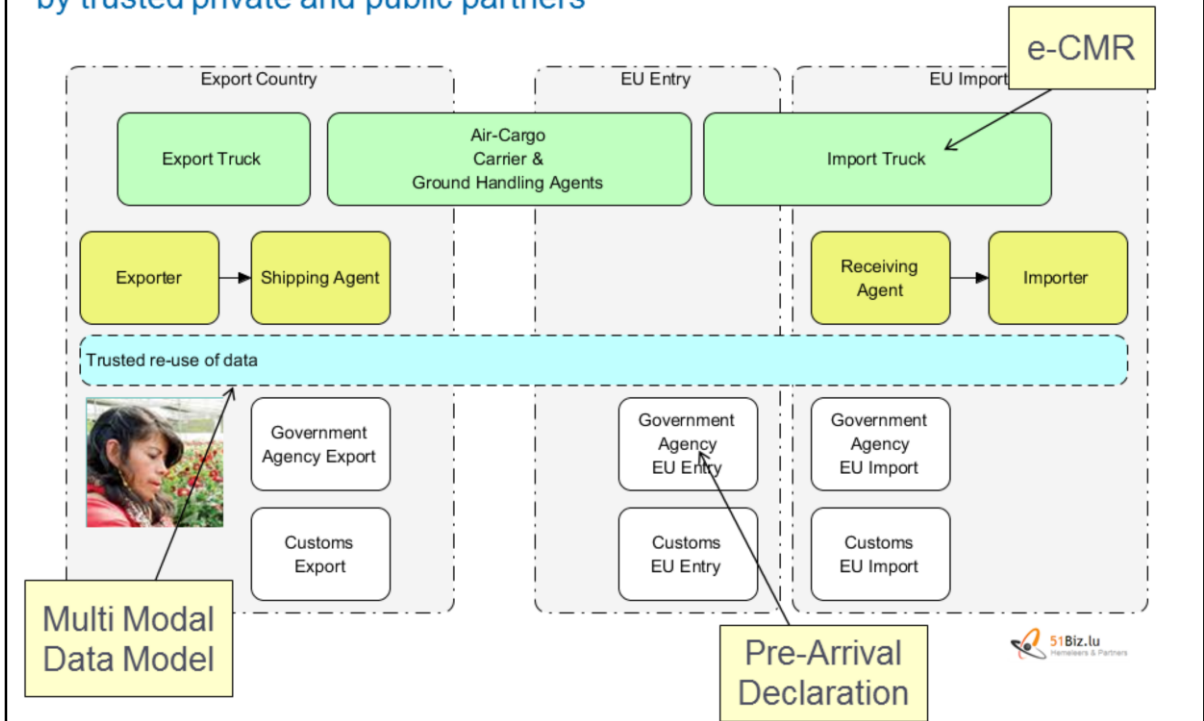 by trusted private and public partners
e-CMR
Export Country
EU Entry
EU Import
Export Truck
Air-Cargo
Carrier &
Ground Handling Agents
Import Truck
Exporter
Shipping Agent
Receiving
Agent
Importer
Trusted re-use of data
Government
Agency Export
Government
Agency
EU Entry
Government
Agency
EU Import
Customs
Export
Customs
EU Entry
Customs
EU Import
Multi Modal
Data Model
Pre-Arrival
Declaration
51Biz.lu
Hemeleers & Partners